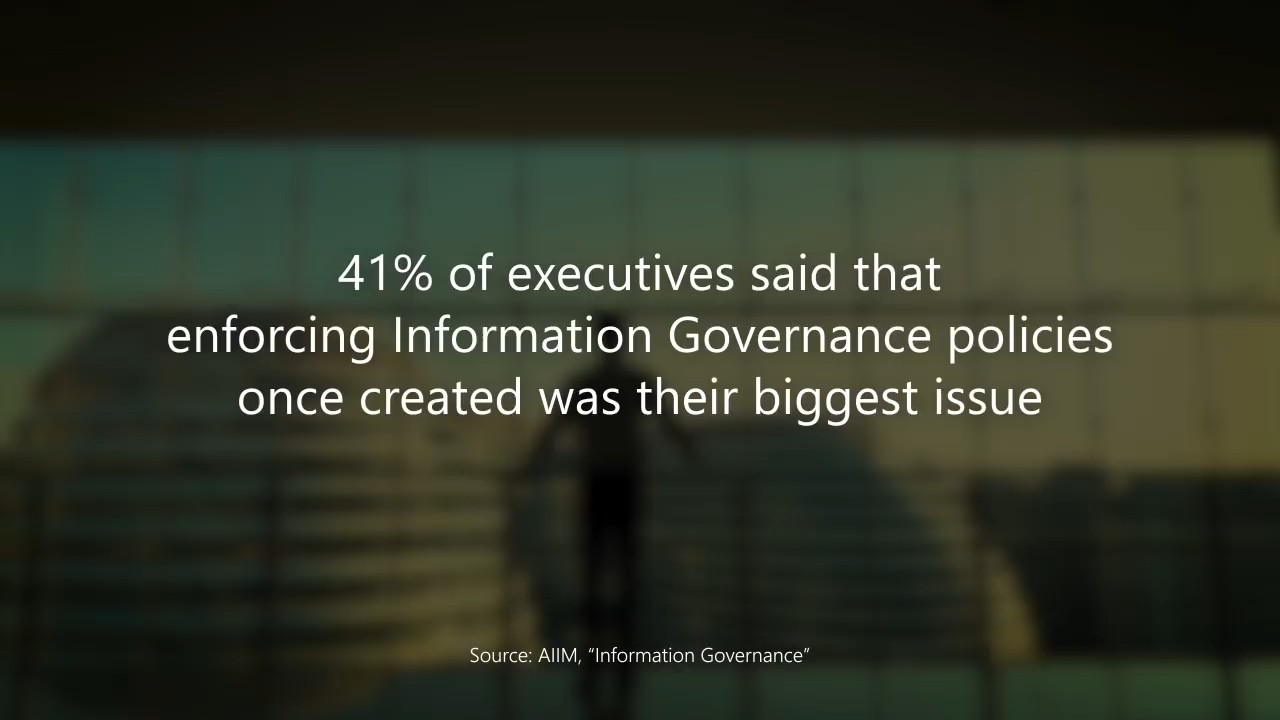 41% of executives said that
enforcing Information Governance policies
once created was their biggest issue
Source: AIIM, “Information Governance”